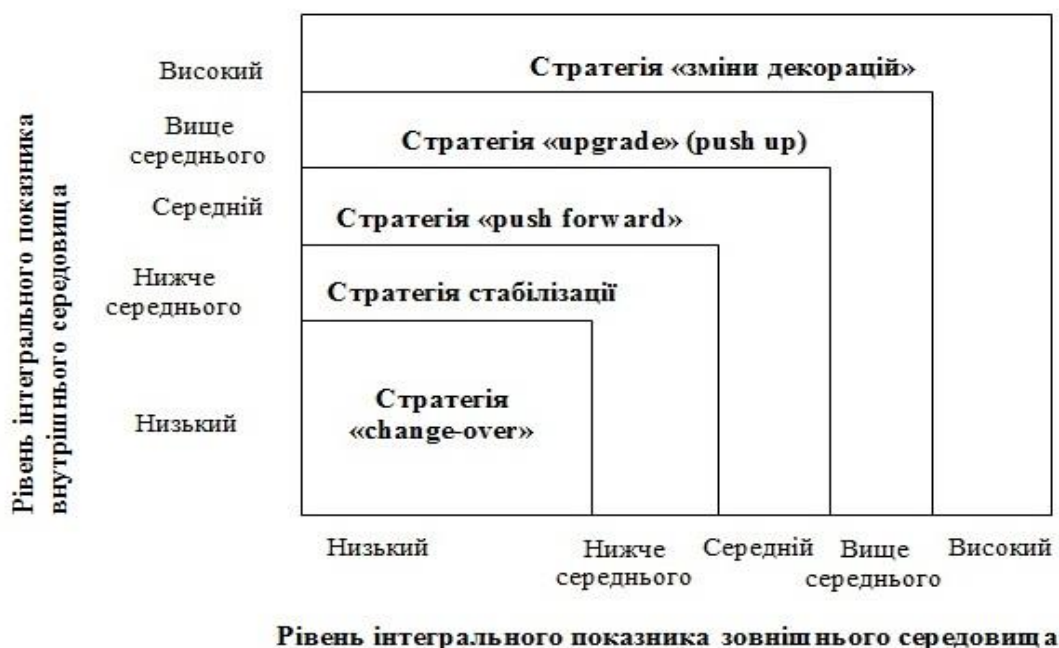 Рівень інтегрального показника
внутрішнього середовища
Високий
Вище
середнього
Середній
Нижче
середнього
Низький
Стратегія «зміни декорацій»
Стратегія «upgrade» (push up)
Стратегія «push forward»
Стратегія стабілізації
Стратегія
«change-over»
Низький
Нижче
середнього
Середній
Вище
середнього
Високий
Рівень інтегрального показника зовнішнього середовища